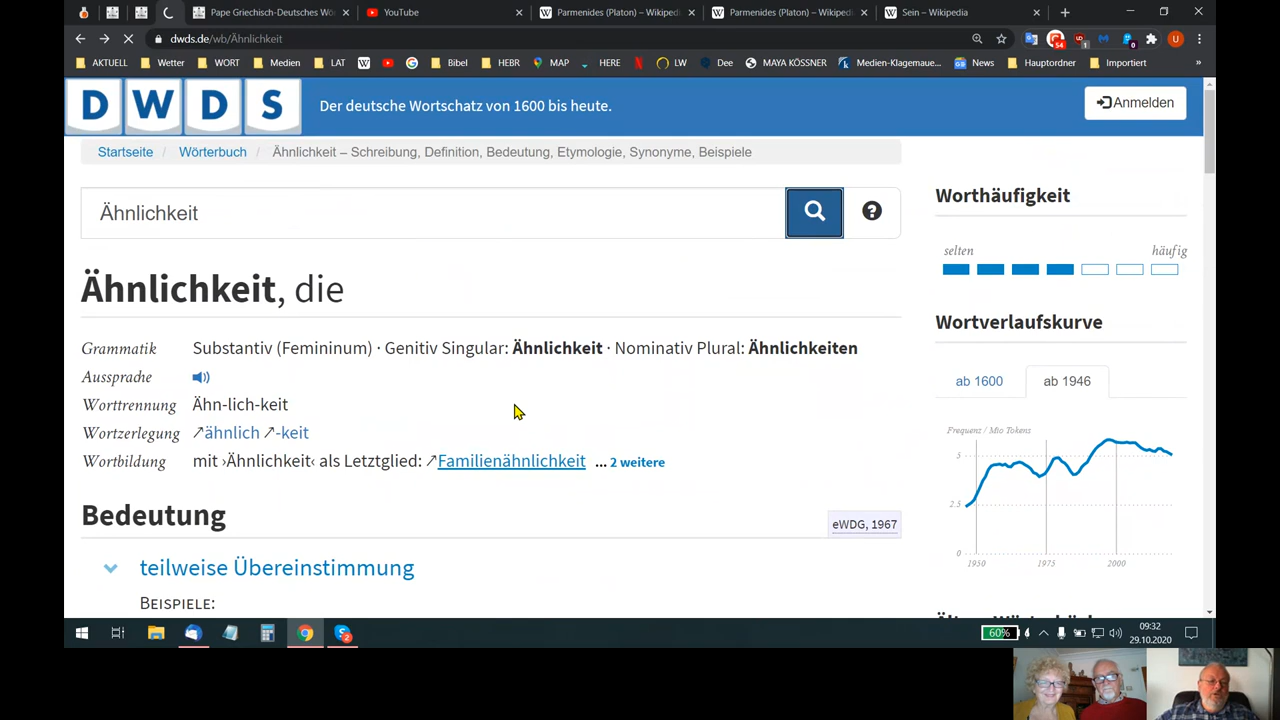 Pape Griechisch-Deutsches Wö
YouTube
Parmenides (Platon) – Wikipedi
Parmenides (Platon) – Wikipedi
Sein – Wikipedia
dwds.de/wb/Ähnlichkeit
AKTUELL
Wetter
WORT
Medien
LAT
Bibel
HEBR
MAP
HERE
LW
Dee
MAYA KÖSSNER
Medien-Klagemaue...
News
Hauptordner
Importiert
DWDS
Der deutsche Wortschatz von 1600 bis heute.
Anmelden
Startseite / Wörterbuch / Ähnlichkeit – Schreibung, Definition, Bedeutung, Etymologie, Synonyme, Beispiele
Ähnlichkeit
Ähnlichkeit, die
Grammatik Substantiv (Femininum) · Genitiv Singular: Ähnlichkeit · Nominativ Plural: Ähnlichkeiten
Aussprache
Worttrennung Ähn-lich-keit
Wortzerlegung ↗ähnlich ↗-keit
Wortbildung mit ›Ähnlichkeit‹ als Letztglied: ↗Familienähnlichkeit ... 2 weitere
Bedeutung
eWDG, 1967
teilweise Übereinstimmung
BEISPIELE:
Worthäufigkeit
selten häufig
Wortverlaufskurve
ab 1600 ab 1946
Frequenz / Mio Tokens
3
2.5
0
1950 1975 2000
60%
09:32
29.10.2020